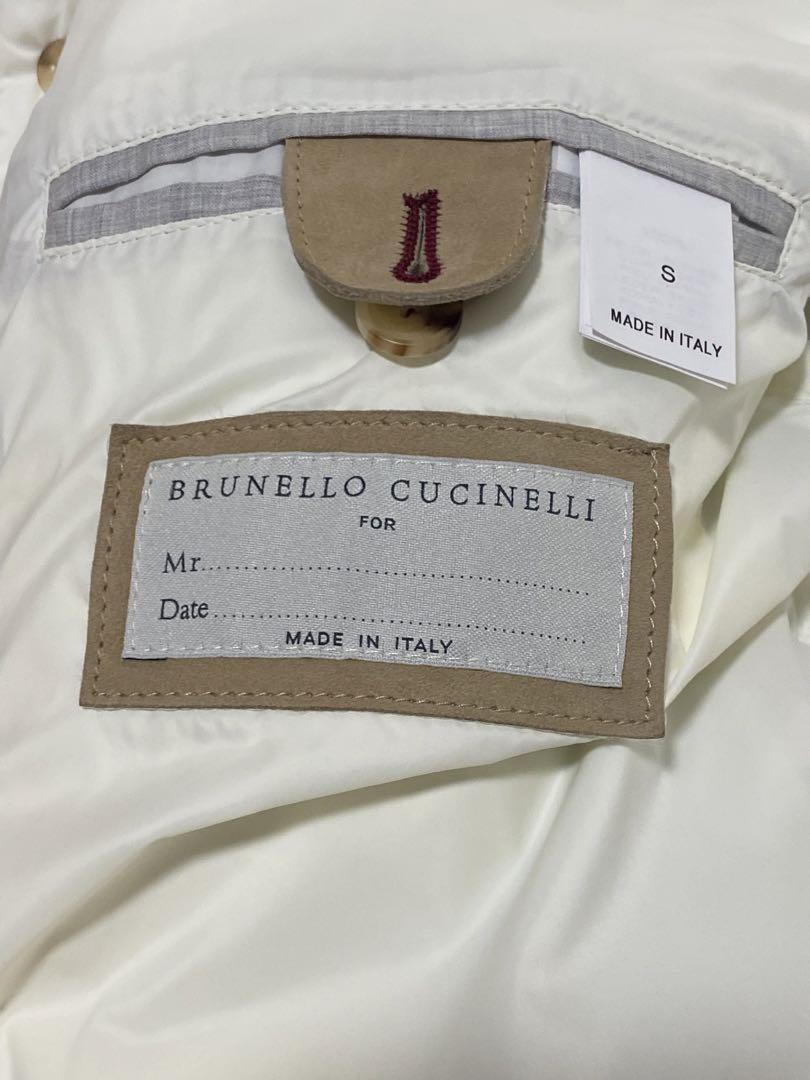 S
MADE IN ITALY
BRUNELLO CUCINELLI
FOR
Mr........................................
Date......................................
MADE IN ITALY